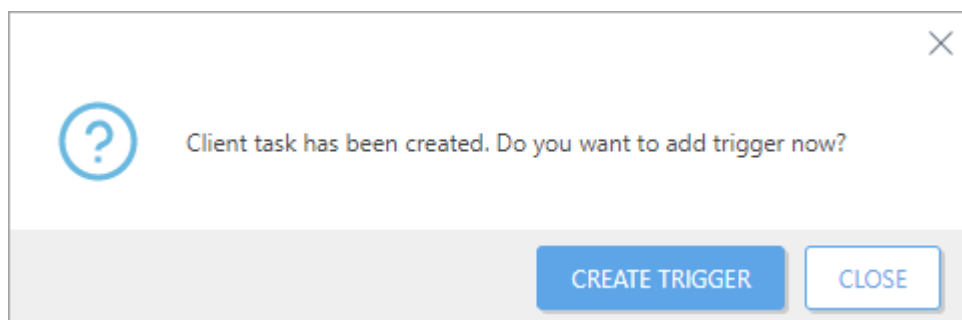 Client task has been created. Do you want to add trigger now?
CREATE TRIGGER
CLOSE